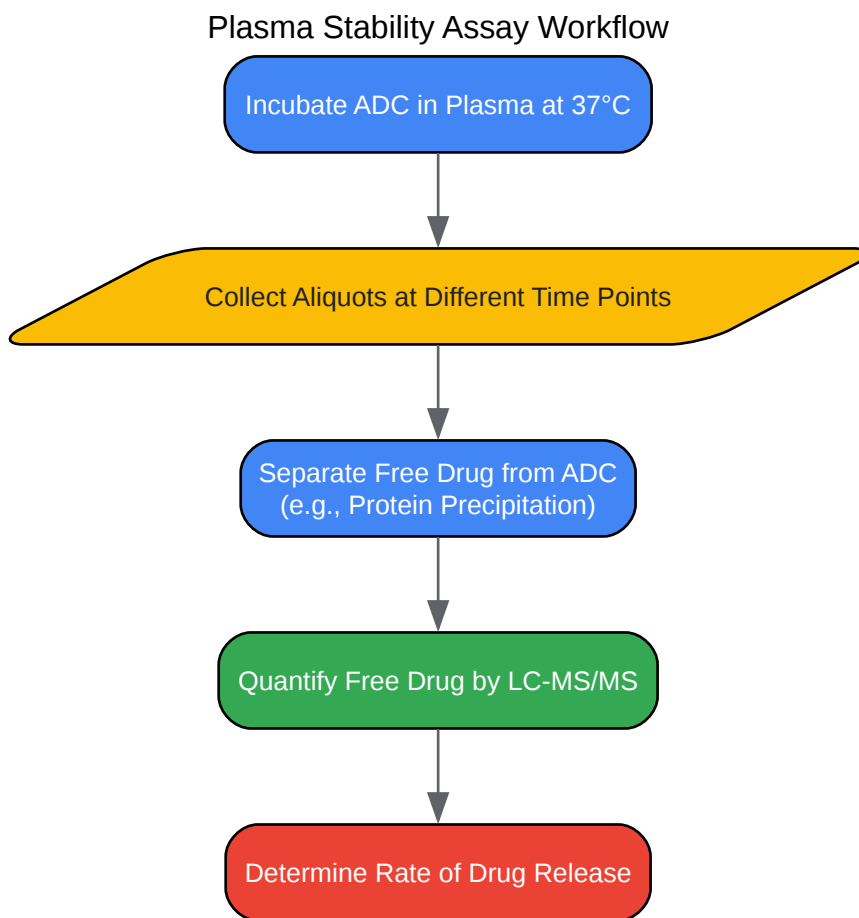 Plasma Stability Assay Workflow
Incubate ADC in Plasma at 37°C
Collect Aliquots at Different Time Points
Separate Free Drug from ADC
(e.g., Protein Precipitation)
Quantify Free Drug by LC-MS/MS
Determine Rate of Drug Release